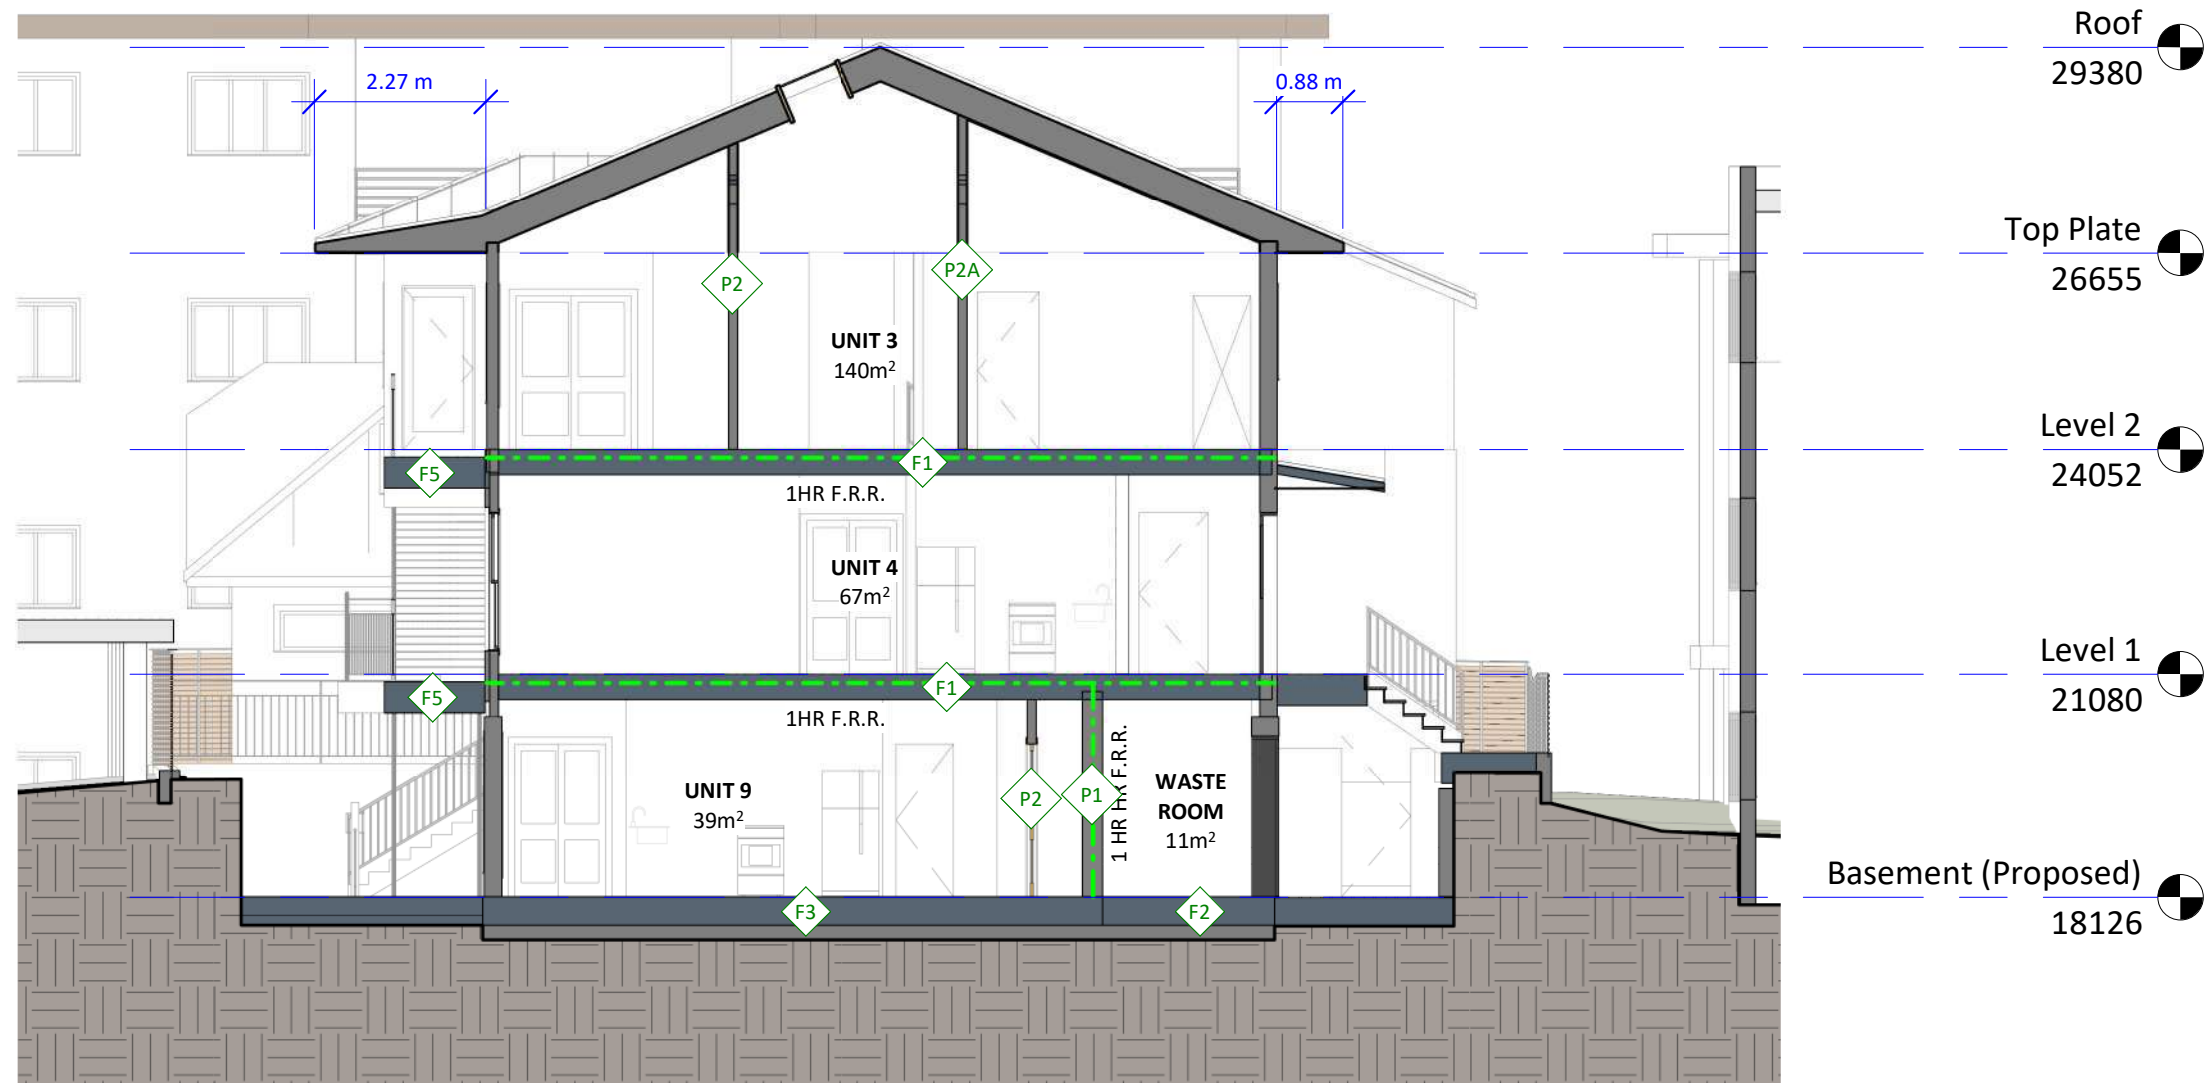 Roof
29380
2.27 m
0.88 m
Top Plate
26655
P2
P2A
UNIT 3
140m²
Level 2
24052
F5
F1
1HR F.R.R.
UNIT 4
67m²
Level 1
21080
F5
F1
1HR F.R.R.
UNIT 9
39m²
P2
P1
1 HR HR F.R.R.
WASTE
ROOM
11m²
Basement (Proposed)
18126
F3
F2